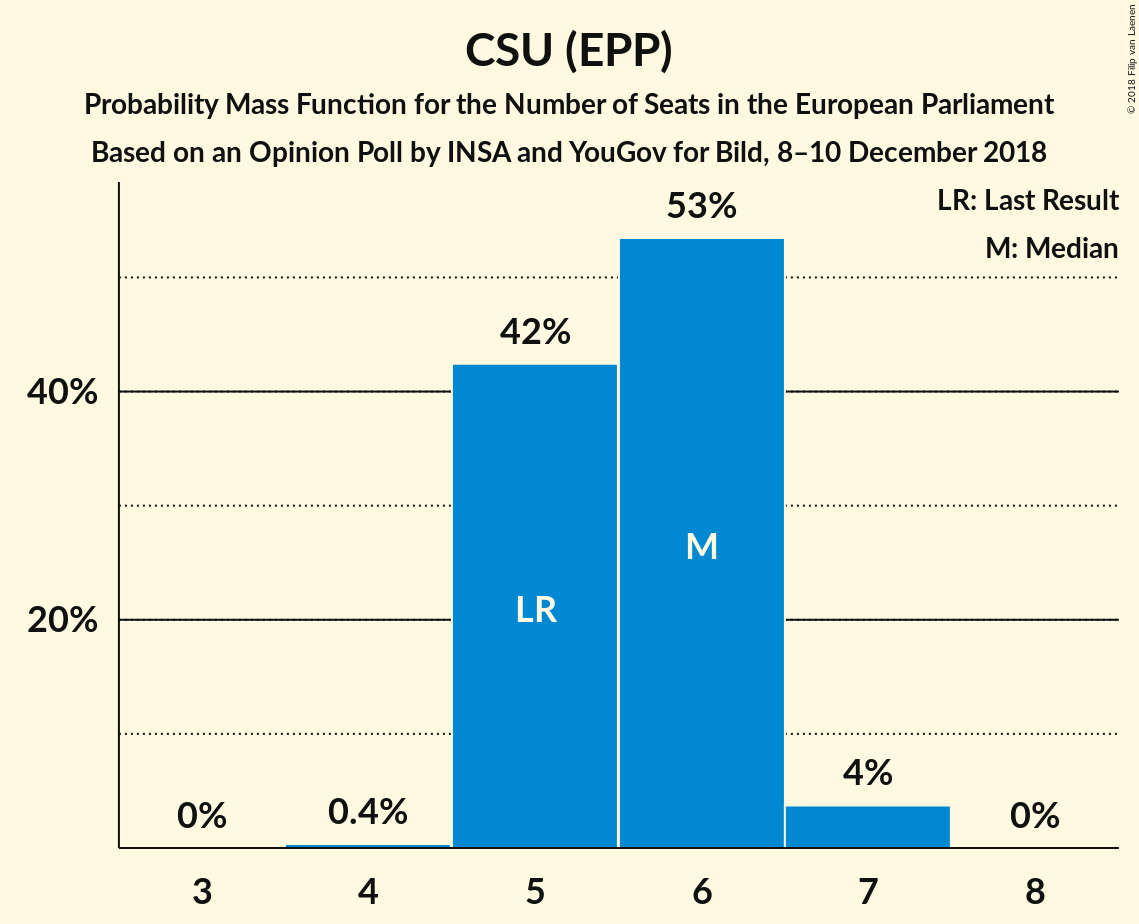 CSU (EPP)
Probability Mass Function for the Number of Seats in the European Parliament
Based on an Opinion Poll by INSA and YouGov for Bild, 8–10 December 2018
© 2018 Filip van Laenen
LR: Last Result
M: Median
53%
42%
40%
M
LR
20%
4%
0.4%
0%
0%
3 4 5 6 7 8